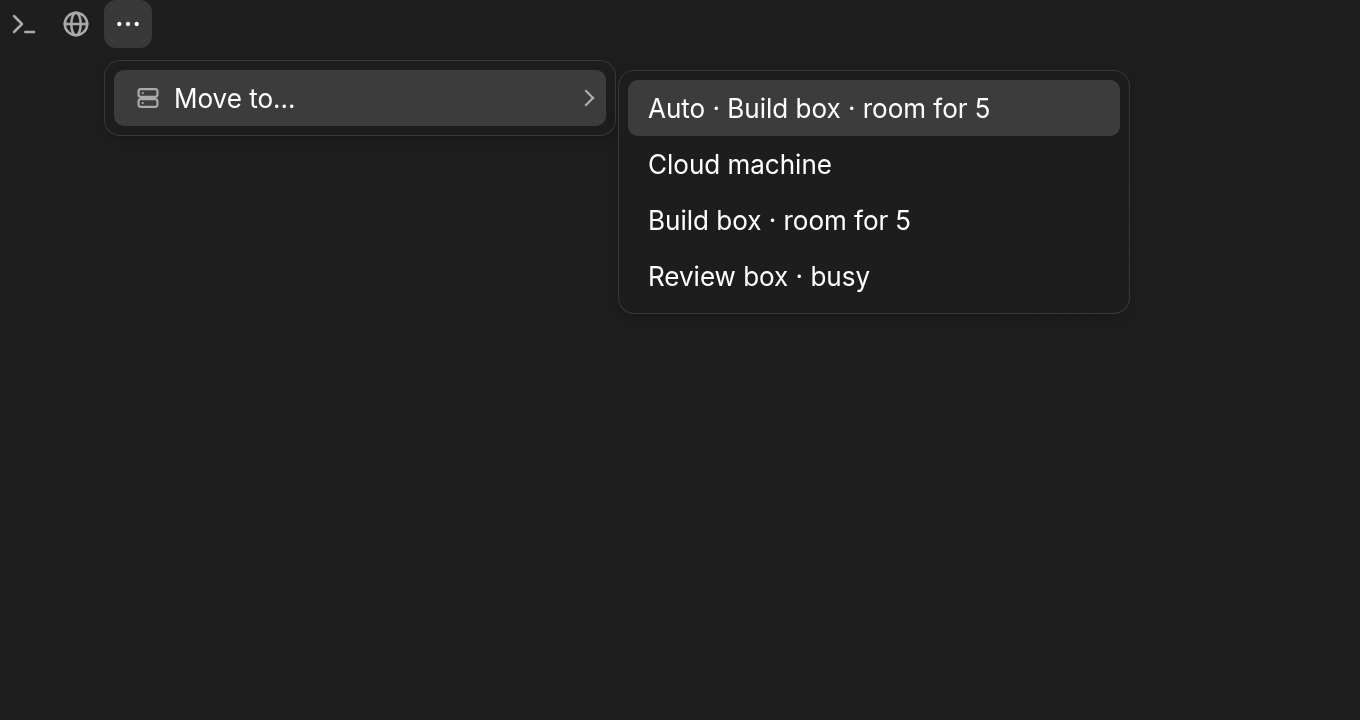 Move to...
Auto · Build box · room for 5
Cloud machine
Build box · room for 5
Review box · busy